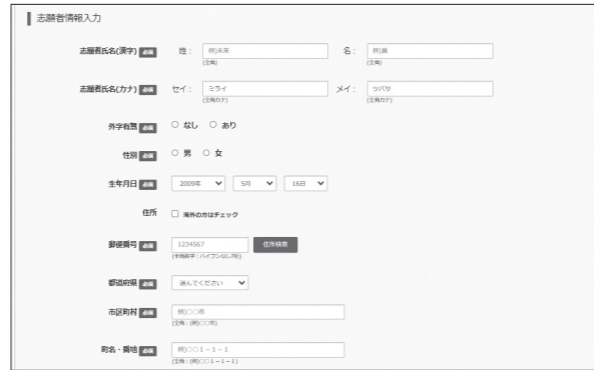 志願者情報入力
志願者氏名(漢字) 必須 姓： 例)未来 名： 例)翼
(全角) (全角)
志願者氏名(カナ) 必須 セイ： ミライ メイ： ツバサ
(全角カナ) (全角カナ)
外字有無 必須 なし あり
性別 必須 男 女
生年月日 必須 2009年 5月 16日
住所 海外の方はチェック
郵便番号 必須 1234567 住所検索
(半角数字：ハイフンなし7桁)
都道府県 必須 選んでください
市区町村 必須 例)○○市
(全角：(例)○○市)
町名・番地 必須 例)○○１－１－１
(全角：(例)○○１－１－１)